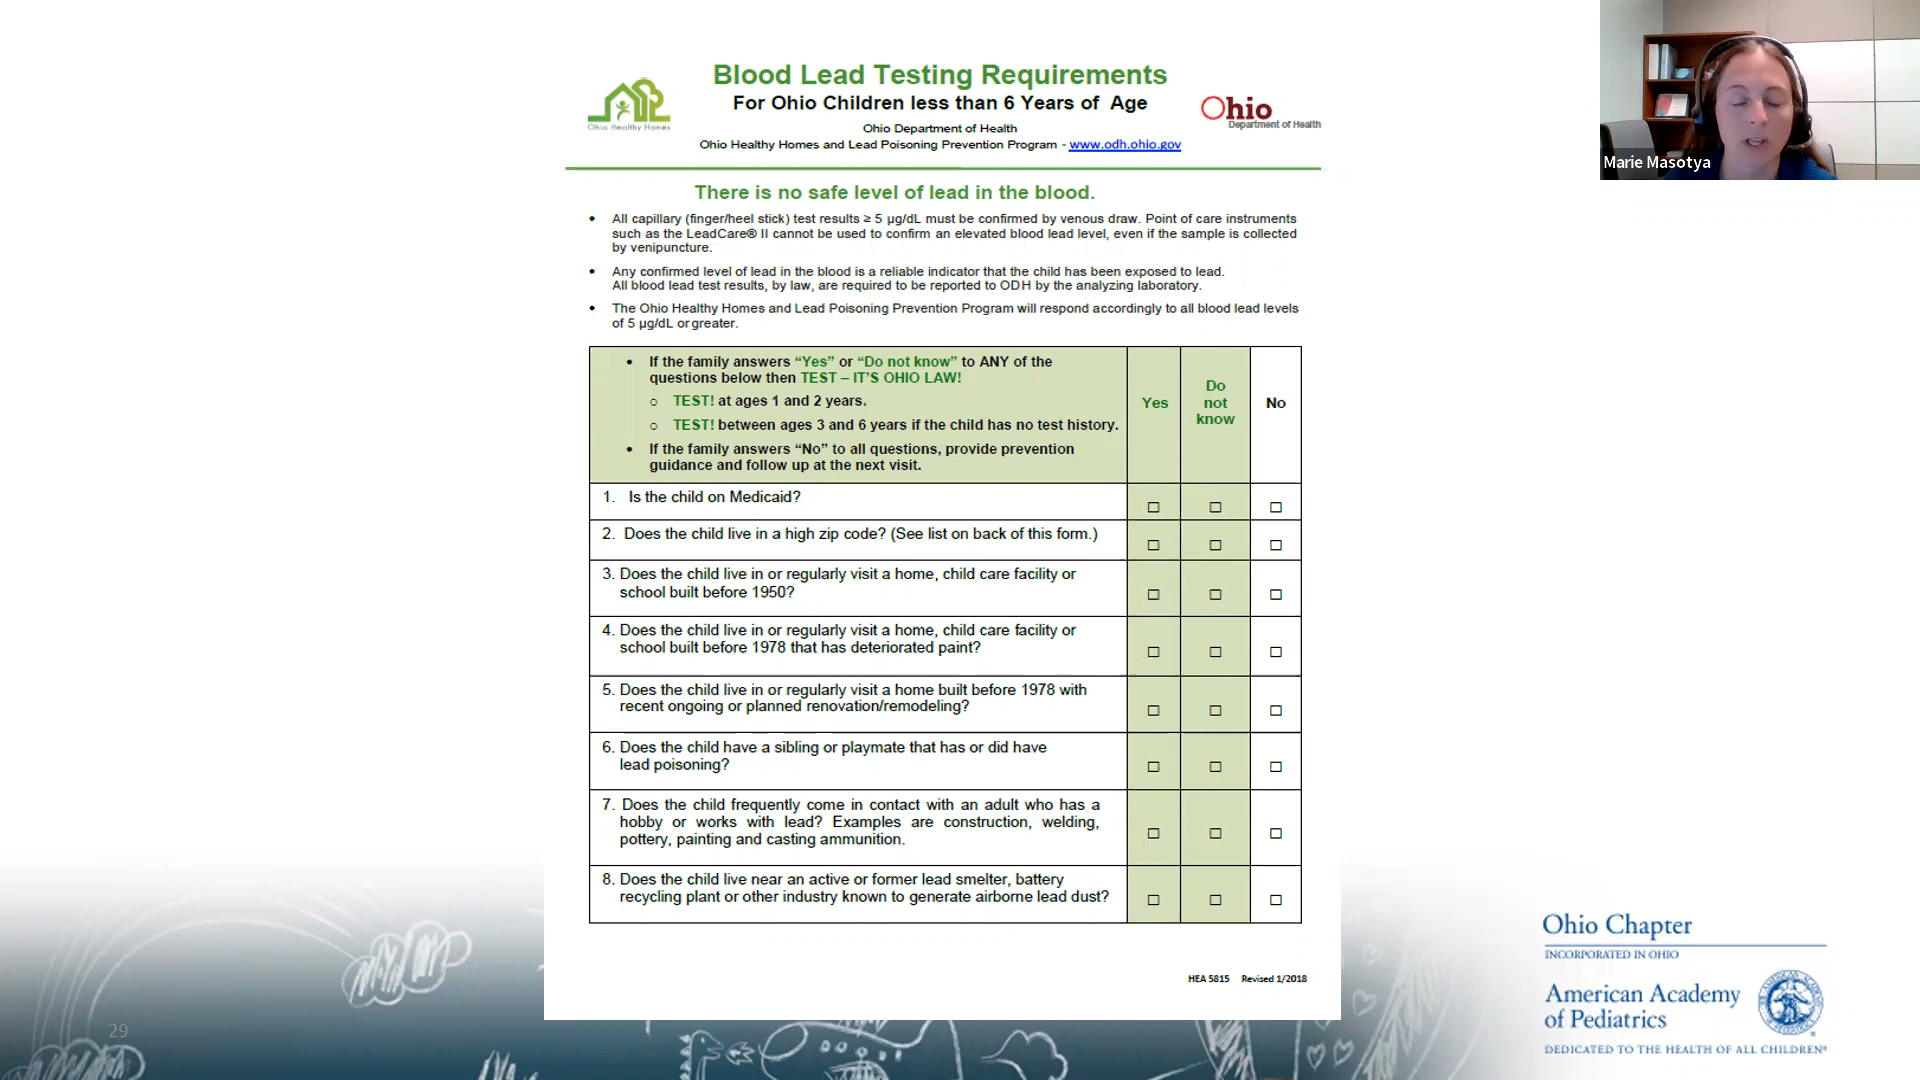 Blood Lead Testing Requirements
For Ohio Children less than 6 Years of Age
Ohio Department of Health
Ohio Healthy Homes and Lead Poisoning Prevention Program - www.odh.ohio.gov
Ohio Healthy Homes
Ohio
Department of Health
Marie Masotya
There is no safe level of lead in the blood.
• All capillary (finger/heel stick) test results ≥ 5 µg/dL must be confirmed by venous draw. Point of care instruments
such as the LeadCare® II cannot be used to confirm an elevated blood lead level, even if the sample is collected
by venipuncture.
• Any confirmed level of lead in the blood is a reliable indicator that the child has been exposed to lead.
All blood lead test results, by law, are required to be reported to ODH by the analyzing laboratory.
• The Ohio Healthy Homes and Lead Poisoning Prevention Program will respond accordingly to all blood lead levels
of 5 µg/dL or greater.
• If the family answers “Yes” or “Do not know” to ANY of the
questions below then TEST – IT’S OHIO LAW!
o TEST! at ages 1 and 2 years.
o TEST! between ages 3 and 6 years if the child has no test history.
• If the family answers “No” to all questions, provide prevention
guidance and follow up at the next visit.
Yes
Do
not
know
No
1. Is the child on Medicaid?
2. Does the child live in a high zip code? (See list on back of this form.)
3. Does the child live in or regularly visit a home, child care facility or
school built before 1950?
4. Does the child live in or regularly visit a home, child care facility or
school built before 1978 that has deteriorated paint?
5. Does the child live in or regularly visit a home built before 1978 with
recent ongoing or planned renovation/remodeling?
6. Does the child have a sibling or playmate that has or did have
lead poisoning?
7. Does the child frequently come in contact with an adult who has a
hobby or works with lead? Examples are construction, welding,
pottery, painting and casting ammunition.
8. Does the child live near an active or former lead smelter, battery
recycling plant or other industry known to generate airborne lead dust?
HEA 5815 Revised 1/2018
29
Ohio Chapter
INCORPORATED IN OHIO
American Academy
of Pediatrics
DEDICATED TO THE HEALTH OF ALL CHILDREN®